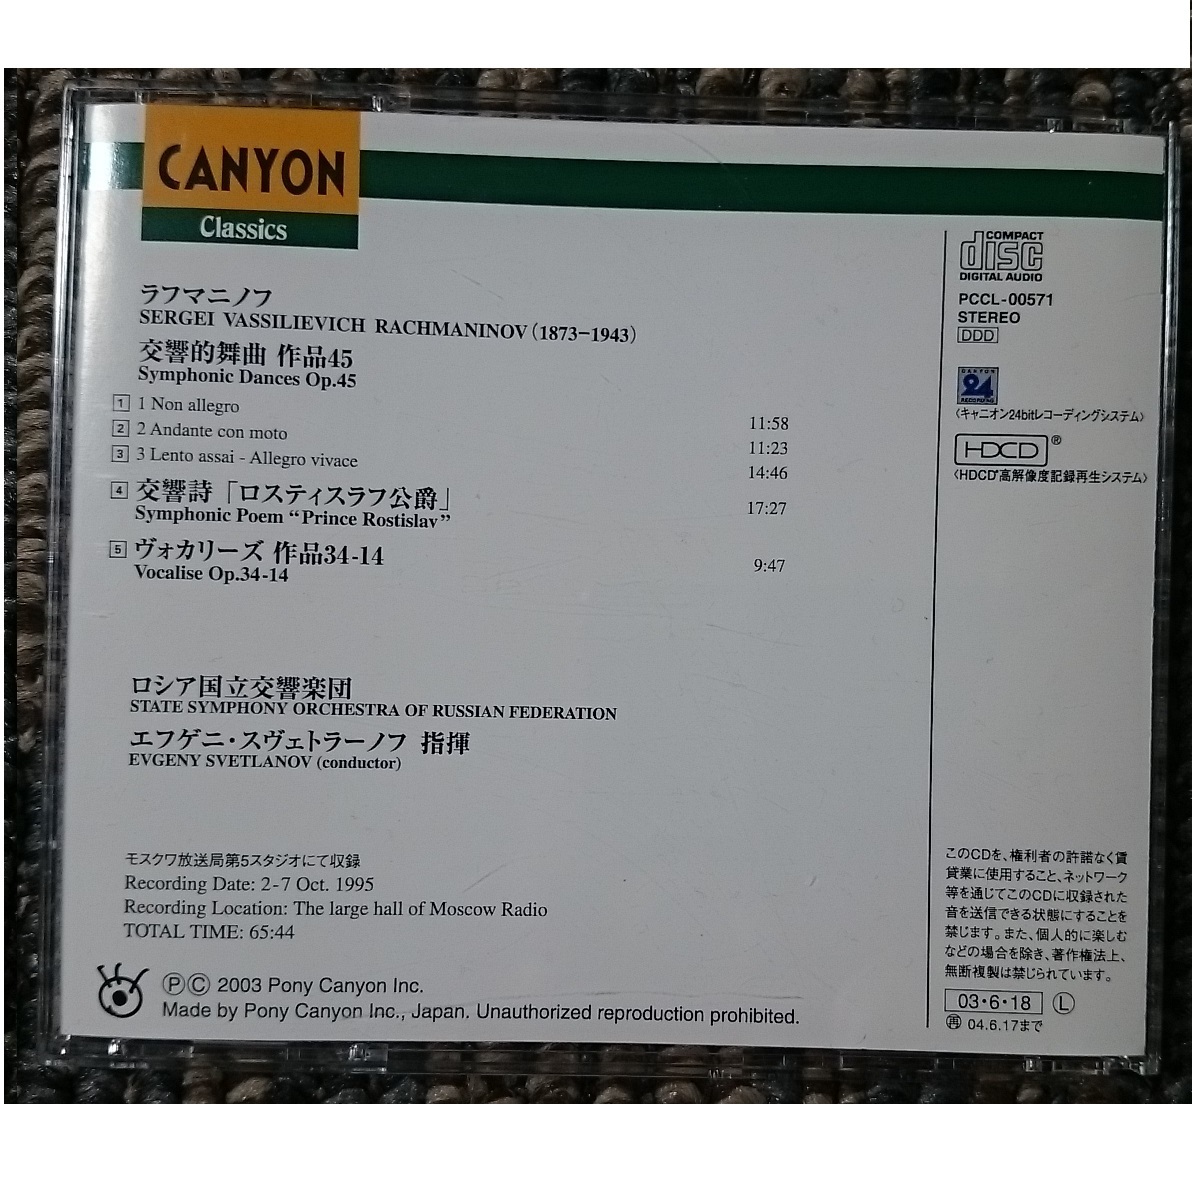 CANYON
Classics
ラフマニノフ
SERGEI VASSILIEVICH RACHMANINOV(1873−1943)
交響的舞曲 作品45
Symphonic Dances Op.45
1 1 Non allegro 11:58
2 2 Andante con moto 11:23
3 3 Lento assai - Allegro vivace 14:46
4 交響詩「ロスティスラフ公爵」
Symphonic Poem “Prince Rostislav” 17:27
5 ヴォカリーズ 作品34-14
Vocalise Op.34-14 9:47
ロシア国立交響楽団
STATE SYMPHONY ORCHESTRA OF RUSSIAN FEDERATION
エフゲニ・スヴェトラーノフ 指揮
EVGENY SVETLANOV (conductor)
モスクワ放送局第5スタジオにて収録
Recording Date: 2-7 Oct. 1995
Recording Location: The large hall of Moscow Radio
TOTAL TIME: 65:44
ⓅⒸ 2003 Pony Canyon Inc.
Made by Pony Canyon Inc., Japan. Unauthorized reproduction prohibited.
COMPACT
disc
DIGITAL AUDIO
PCCL-00571
STEREO
DDD
CANYON
24
RECORDING
〈キャニオン24bitレコーディングシステム〉
HDCD®
〈HDCD®高解像度記録再生システム〉
このCDを、権利者の許諾なく賃
貸業に使用すること、ネットワーク
等を通じてこのCDに収録された
音を送信できる状態にすることを
禁じます。また、個人的に楽しむ
などの場合を除き、著作権法上、
無断複製は禁じられています。
03・6・18 Ⓛ
再 04.6.17まで